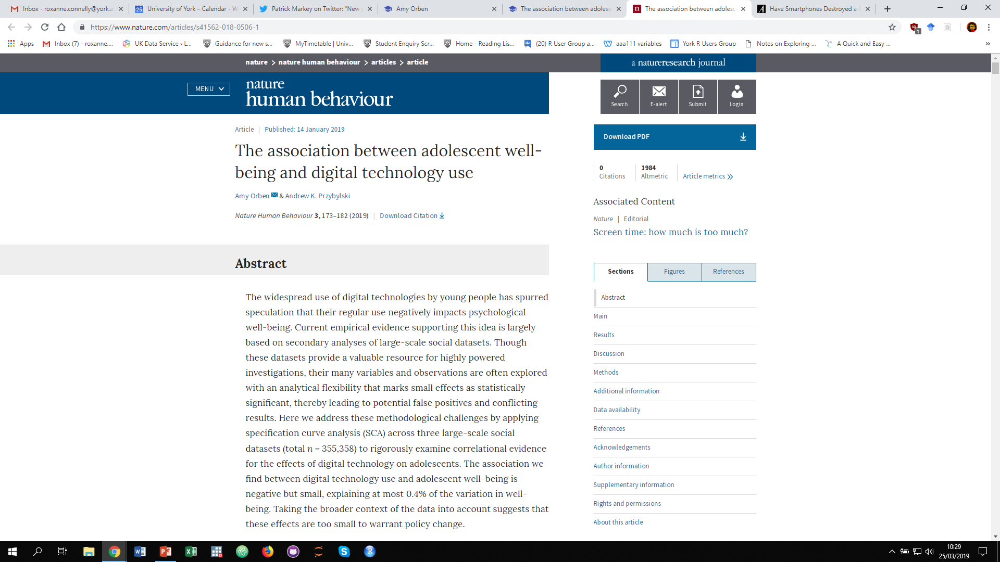 Inbox - roxanne.connelly@york.a
University of York – Calendar - W
Patrick Markey on Twitter: "New
Amy Orben
The association between adolesc
The association between adolesc
Have Smartphones Destroyed a G
https://www.nature.com/articles/s41562-018-0506-1
1
Apps
Inbox (7) - roxanne....
UK Data Service › L...
Guidance for new s...
MyTimetable | Univ...
Student Enquiry Scr...
Home - Reading Lis...
(20) R User Group a...
aaa111 variables
York R Users Group
Notes on Exploring ...
A Quick and Easy ...
»
nature > nature human behaviour > articles > article
a natureresearch journal
MENU
nature
human behaviour
Search
E-alert
Submit
Login
Article | Published: 14 January 2019
The association between adolescent well-
being and digital technology use
Amy Orben & Andrew K. Przybylski
Nature Human Behaviour 3, 173–182 (2019) | Download Citation
Abstract
The widespread use of digital technologies by young people has spurred
speculation that their regular use negatively impacts psychological
well-being. Current empirical evidence supporting this idea is largely
based on secondary analyses of large-scale social datasets. Though
these datasets provide a valuable resource for highly powered
investigations, their many variables and observations are often explored
with an analytical flexibility that marks small effects as statistically
significant, thereby leading to potential false positives and conflicting
results. Here we address these methodological challenges by applying
specification curve analysis (SCA) across three large-scale social
datasets (total n = 355,358) to rigorously examine correlational evidence
for the effects of digital technology on adolescents. The association we
find between digital technology use and adolescent well-being is
negative but small, explaining at most 0.4% of the variation in well-
being. Taking the broader context of the data into account suggests that
these effects are too small to warrant policy change.
Download PDF
0
Citations
1984
Altmetric
Article metrics
Associated Content
Nature | Editorial
Screen time: how much is too much?
Sections
Figures
References
Abstract
Main
Results
Discussion
Methods
Additional information
Data availability
References
Acknowledgements
Author information
Supplementary information
Rights and permissions
About this article
10:29
25/03/2019